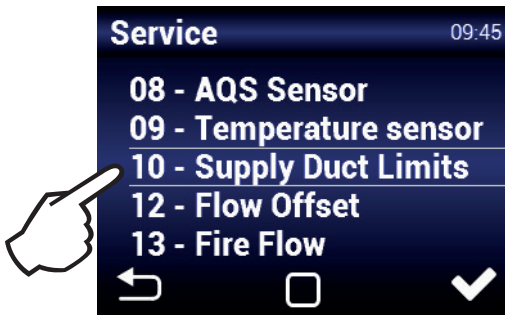 Service 09:45
08 - AQS Sensor
09 - Temperature sensor
10 - Supply Duct Limits
12 - Flow Offset
13 - Fire Flow